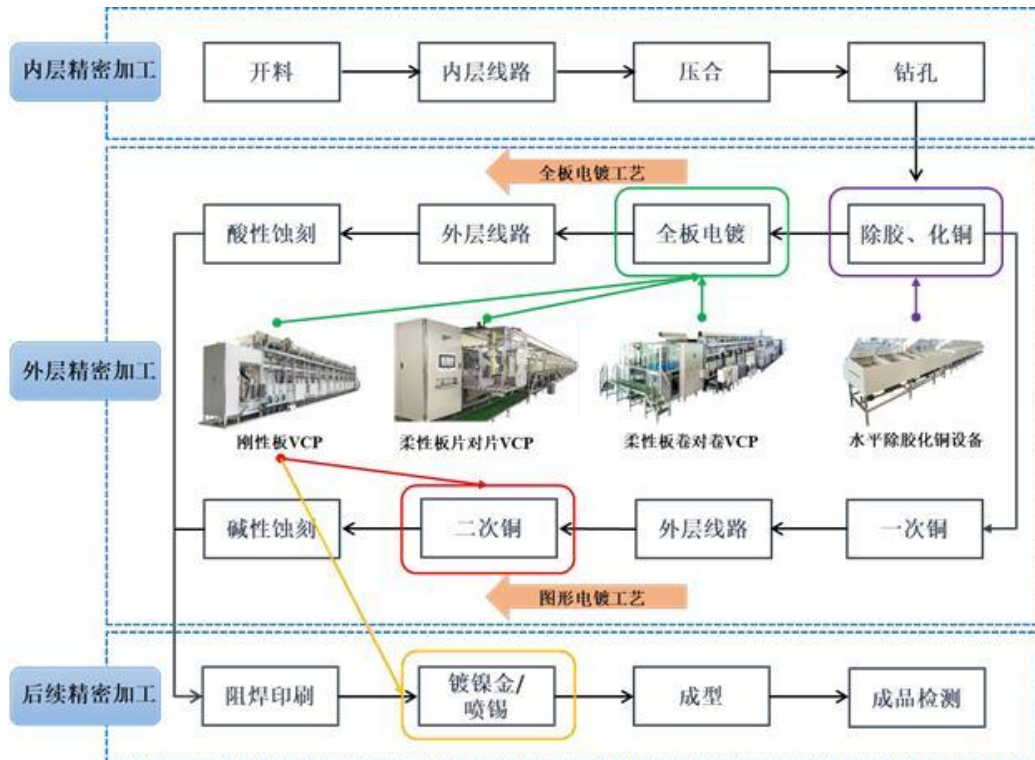 内层精密加工
开料
内层线路
压合
钻孔
全板电镀工艺
酸性蚀刻
外层线路
全板电镀
除胶、化铜
外层精密加工
刚性板VCP
柔性板片对片VCP
柔性板卷对卷VCP
水平除胶化铜设备
碱性蚀刻
二次铜
外层线路
一次铜
图形电镀工艺
后续精密加工
阻焊印刷
镀镍金/
喷锡
成型
成品检测